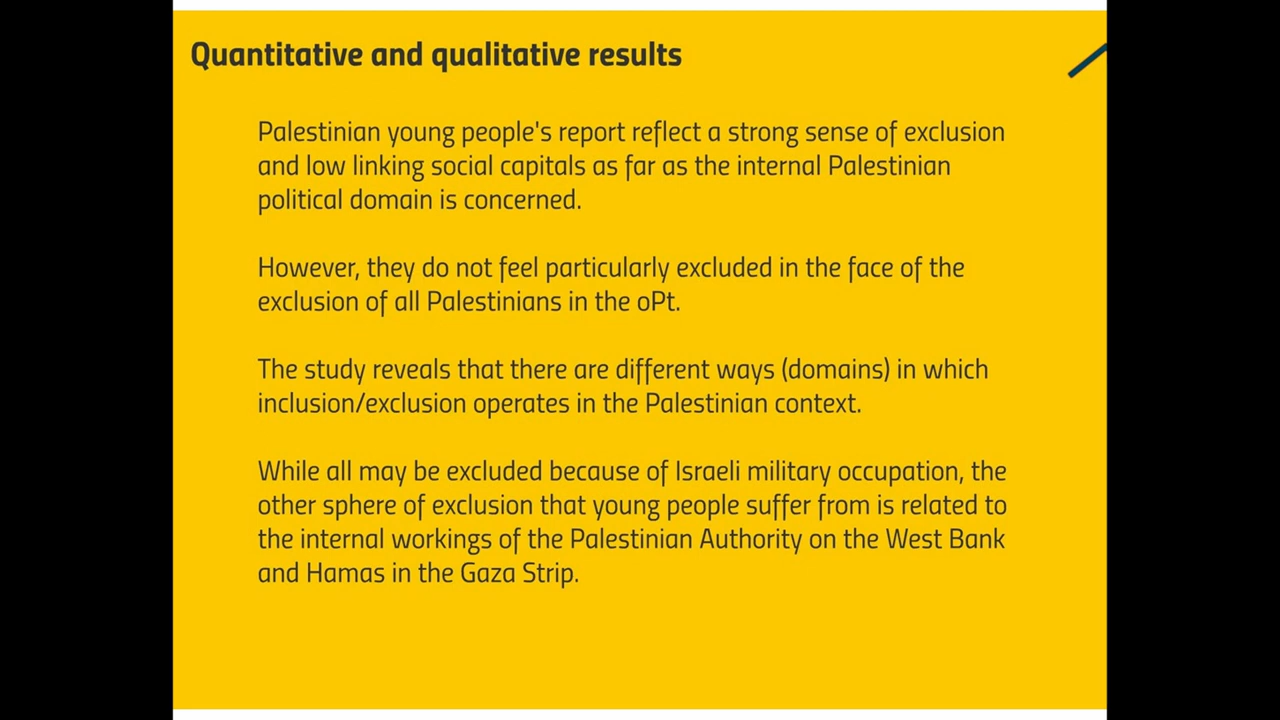 Quantitative and qualitative results
Palestinian young people's report reflect a strong sense of exclusion
and low linking social capitals as far as the internal Palestinian
political domain is concerned.
However, they do not feel particularly excluded in the face of the
exclusion of all Palestinians in the oPt.
The study reveals that there are different ways (domains) in which
inclusion/exclusion operates in the Palestinian context.
While all may be excluded because of Israeli military occupation, the
other sphere of exclusion that young people suffer from is related to
the internal workings of the Palestinian Authority on the West Bank
and Hamas in the Gaza Strip.